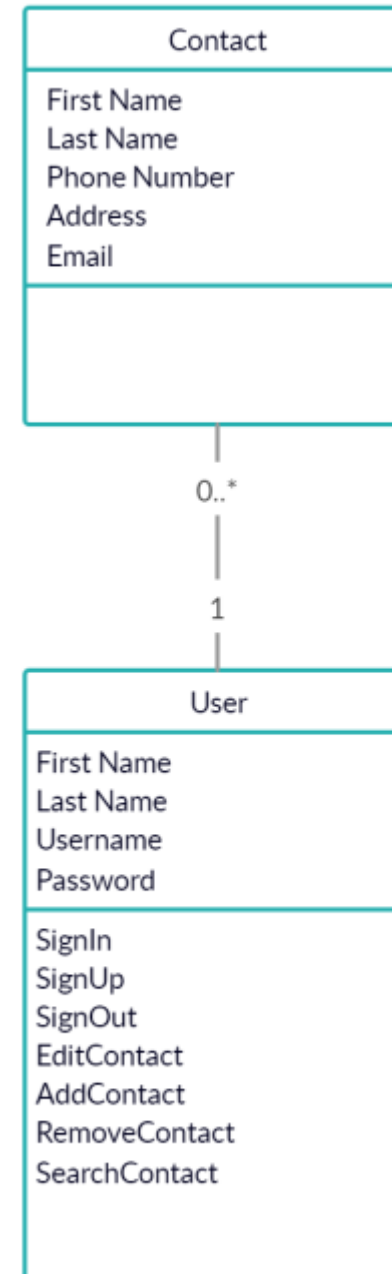 Contact
First Name
Last Name
Phone Number
Address
Email
0..*
1
User
First Name
Last Name
Username
Password
SignIn
SignUp
SignOut
EditContact
AddContact
RemoveContact
SearchContact